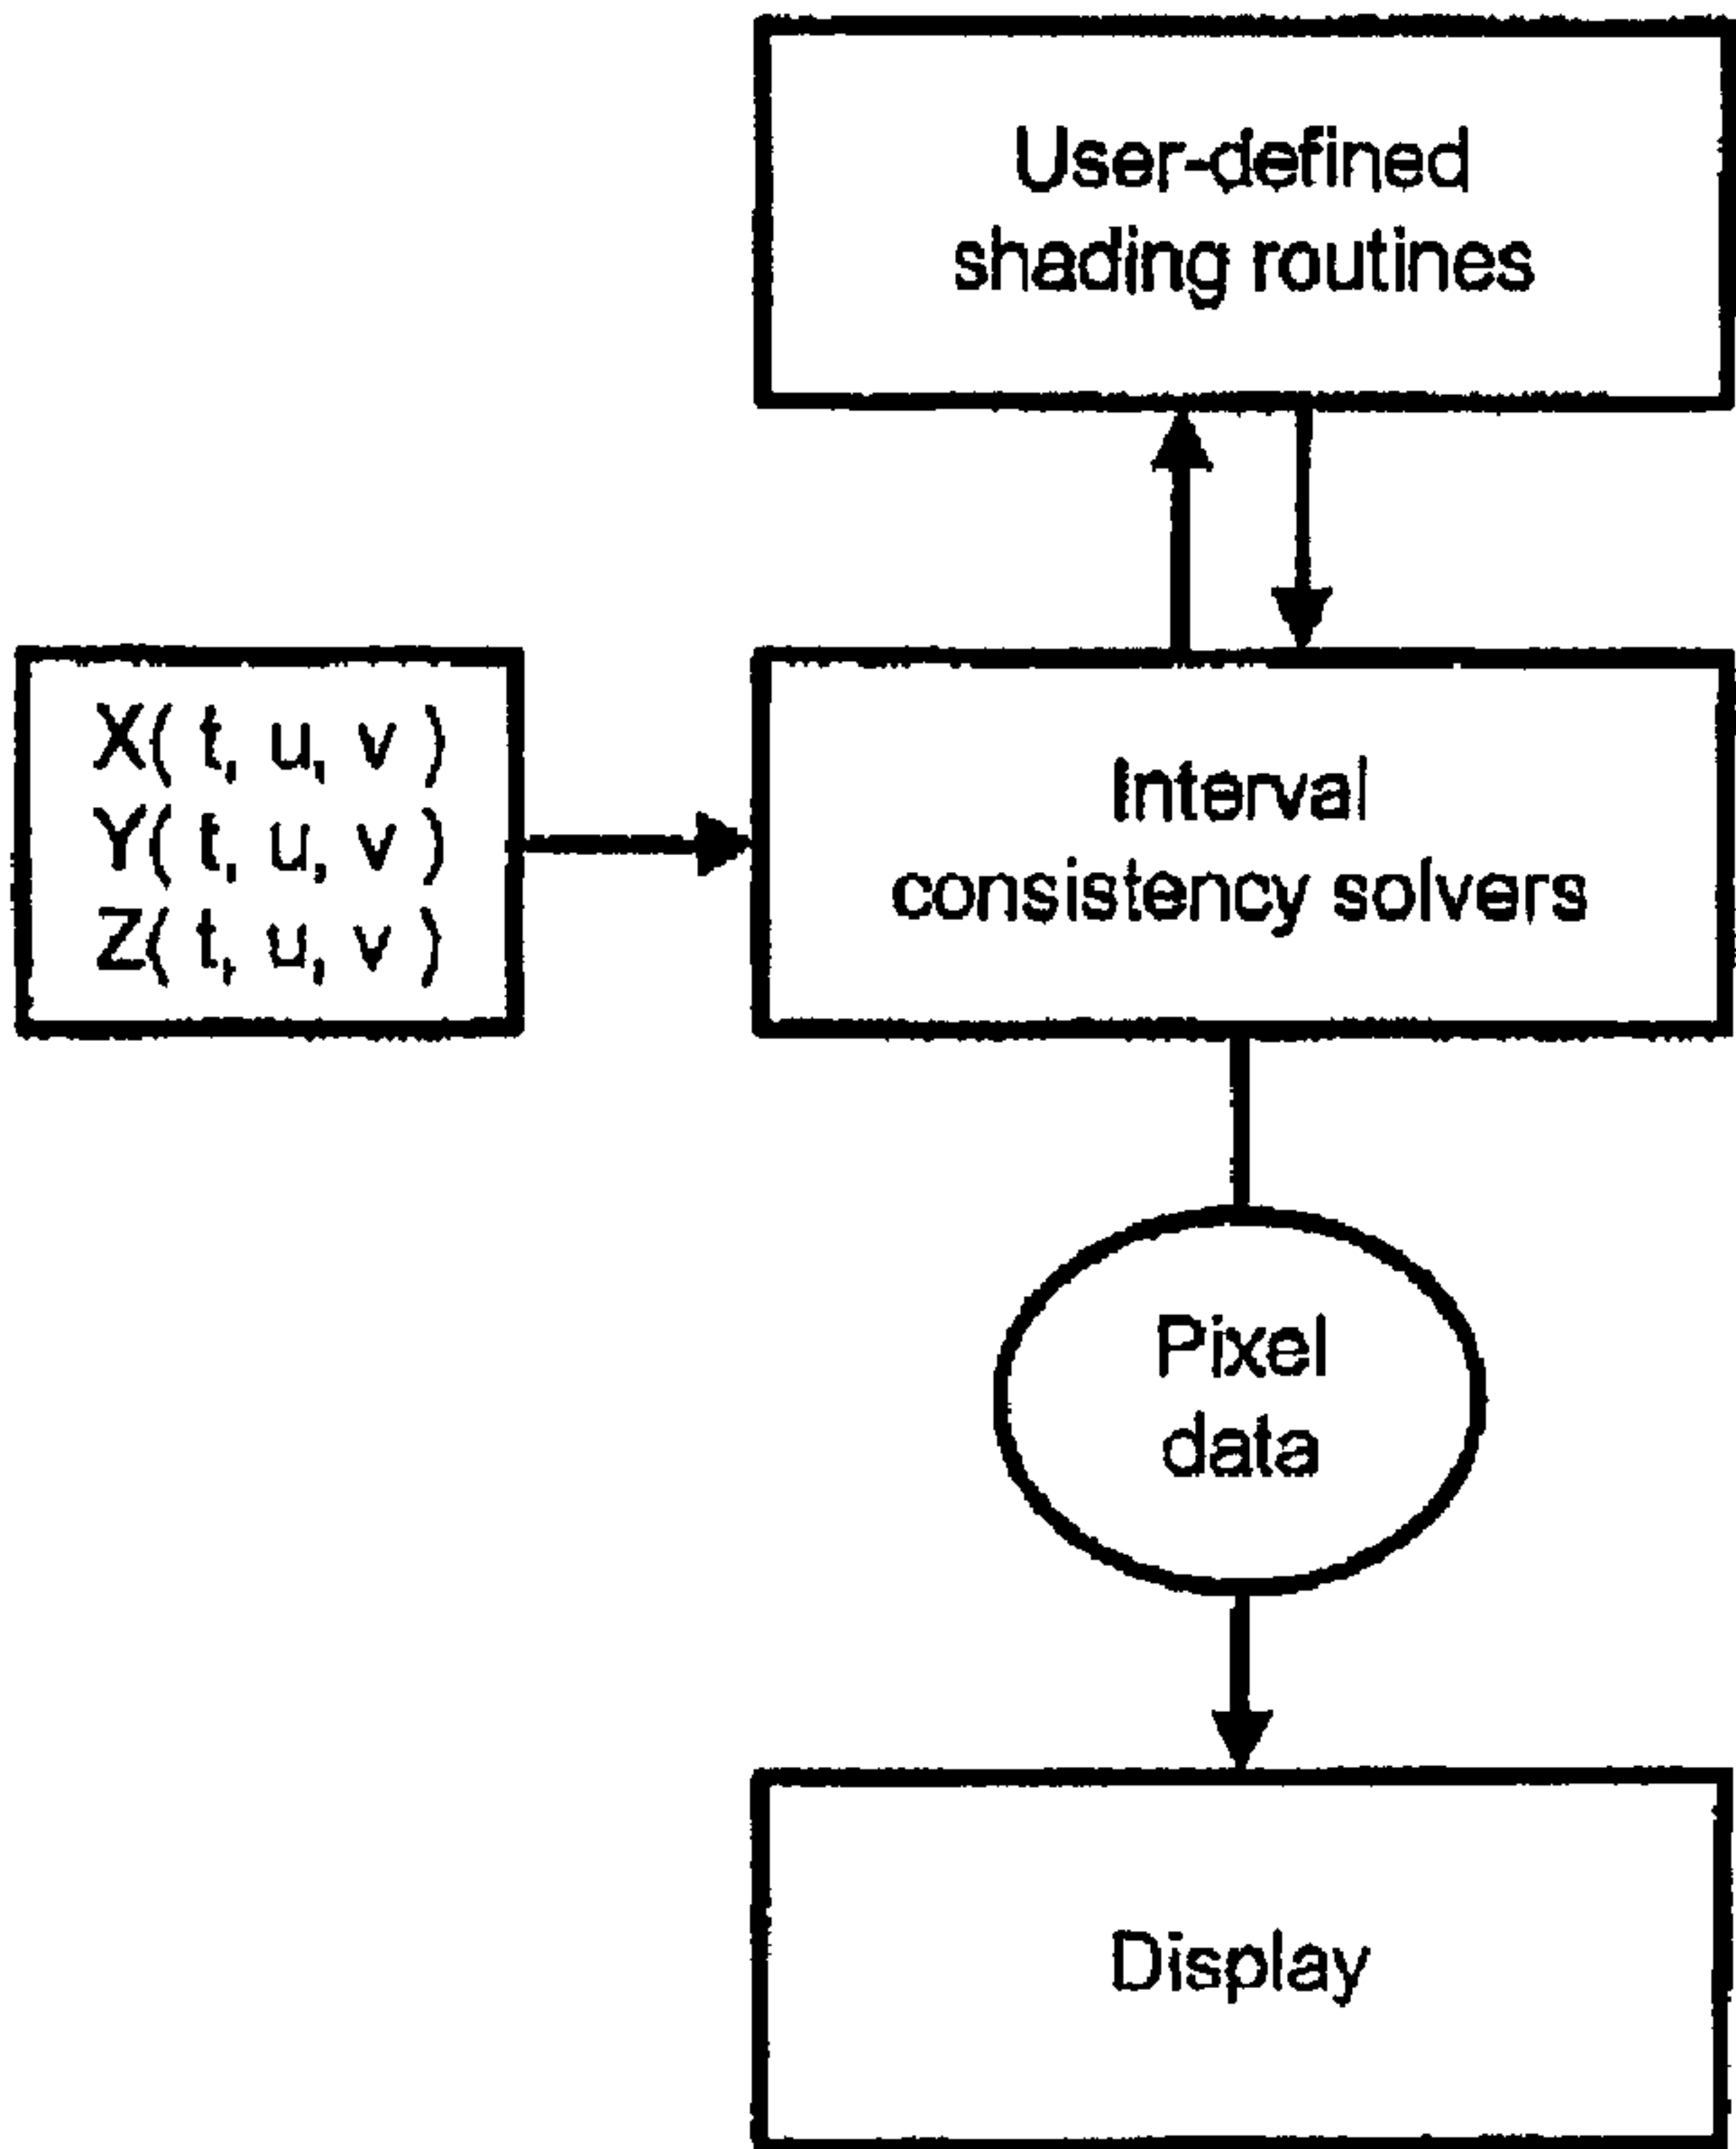 User-defined
shading routines
X( t, u, v )
Y( t, u, v )
Z( t, u, v )
Interval
consistency solvers
Pixel
data
Display